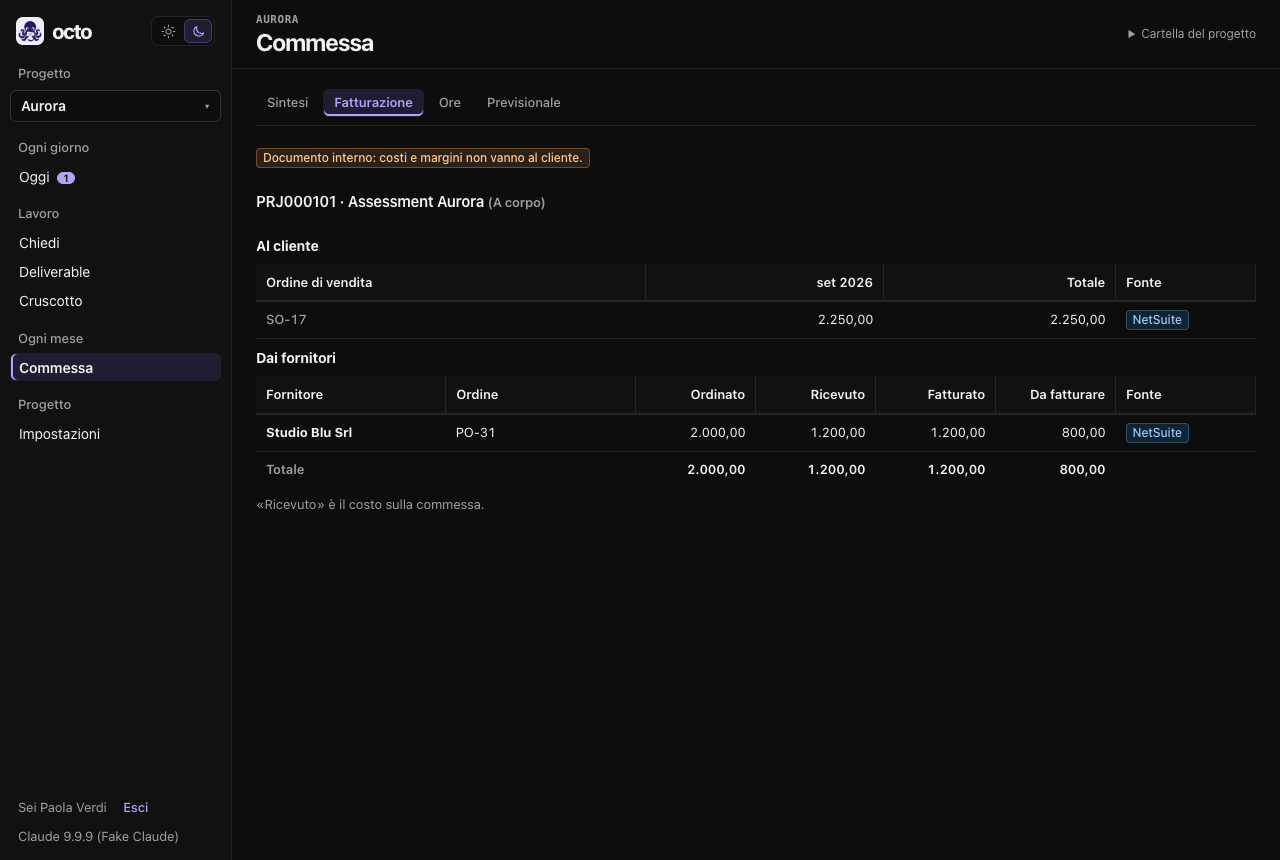 octo
Progetto
Aurora
Ogni giorno
Oggi 1
Lavoro
Chiedi
Deliverable
Cruscotto
Ogni mese
Commessa
Progetto
Impostazioni
Sei Paola Verdi Esci
Claude 9.9.9 (Fake Claude)
AURORA
Commessa
Cartella del progetto
Sintesi Fatturazione Ore Previsionale
Documento interno: costi e margini non vanno al cliente.
PRJ000101 · Assessment Aurora (A corpo)
Al cliente
Ordine di vendita set 2026 Totale Fonte
SO-17 2.250,00 2.250,00 NetSuite
Dai fornitori
Fornitore Ordine Ordinato Ricevuto Fatturato Da fatturare Fonte
Studio Blu Srl PO-31 2.000,00 1.200,00 1.200,00 800,00 NetSuite
Totale 2.000,00 1.200,00 1.200,00 800,00
«Ricevuto» è il costo sulla commessa.